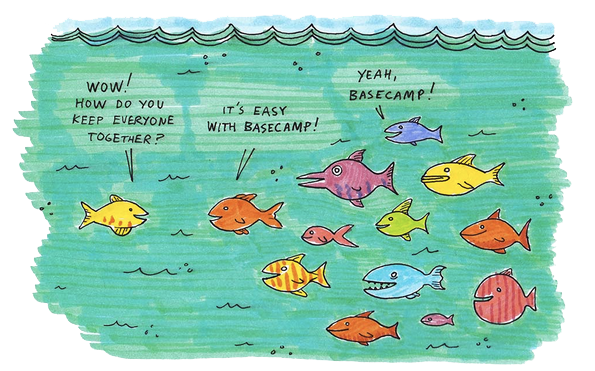 WOW!
HOW DO YOU
KEEP EVERYONE
TOGETHER?
IT'S EASY
WITH BASECAMP!
YEAH,
BASECAMP!